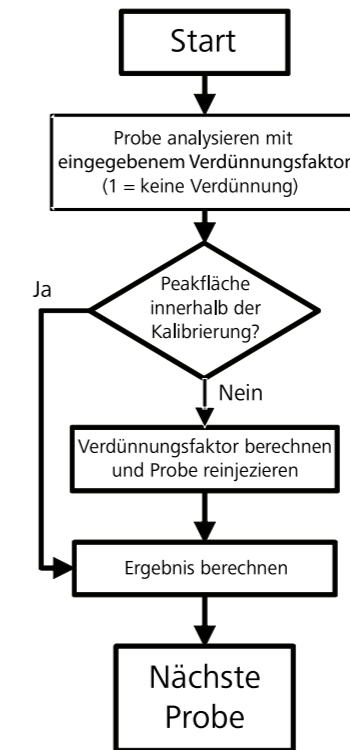 Start
Probe analysieren mit
eingegebenem Verdünnungsfaktor
(1 = keine Verdünnung)
Peakfläche
innerhalb der
Kalibrierung?
Ja
Nein
Verdünnungsfaktor berechnen
und Probe reinjezieren
Ergebnis berechnen
Nächste
Probe